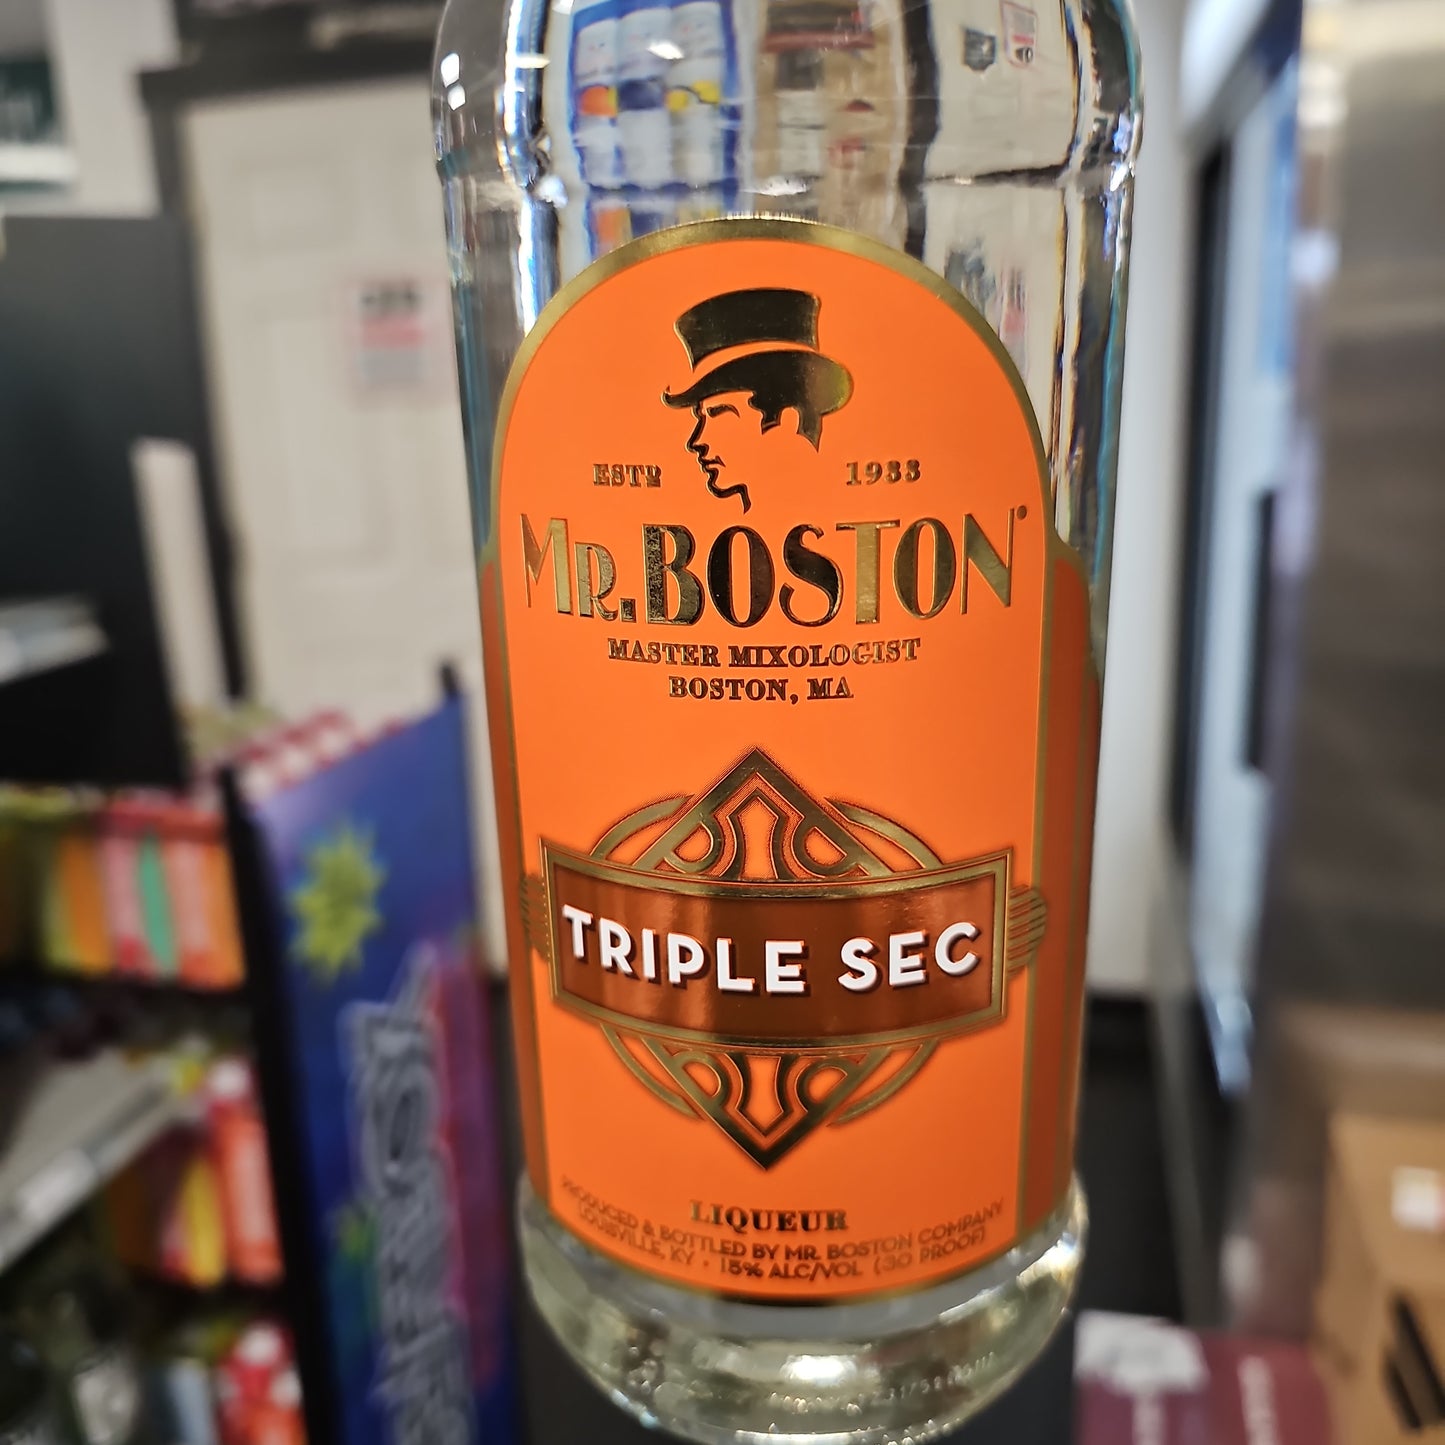 ESTD 1933
MR. BOSTON
MASTER MIXOLOGIST
BOSTON, MA
TRIPLE SEC
LIQUEUR
PRODUCED & BOTTLED BY MR. BOSTON COMPANY
LOUISVILLE, KY • 15% ALC/VOL (30 PROOF)